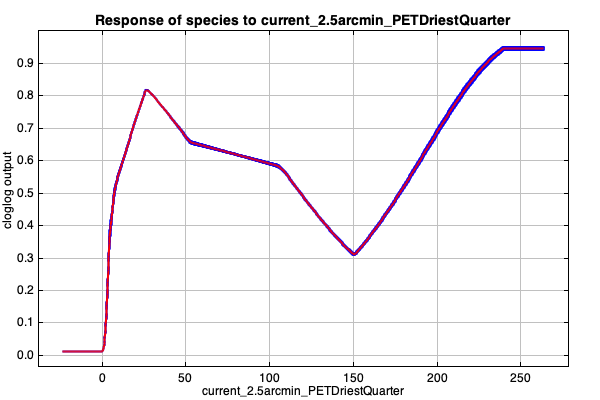 Response of species to current_2.5arcmin_PETDriestQuarter
0.9
0.8
0.7
0.6
0.5
0.4
0.3
0.2
0.1
0.0
cloglog output
0 50 100 150 200 250
current_2.5arcmin_PETDriestQuarter